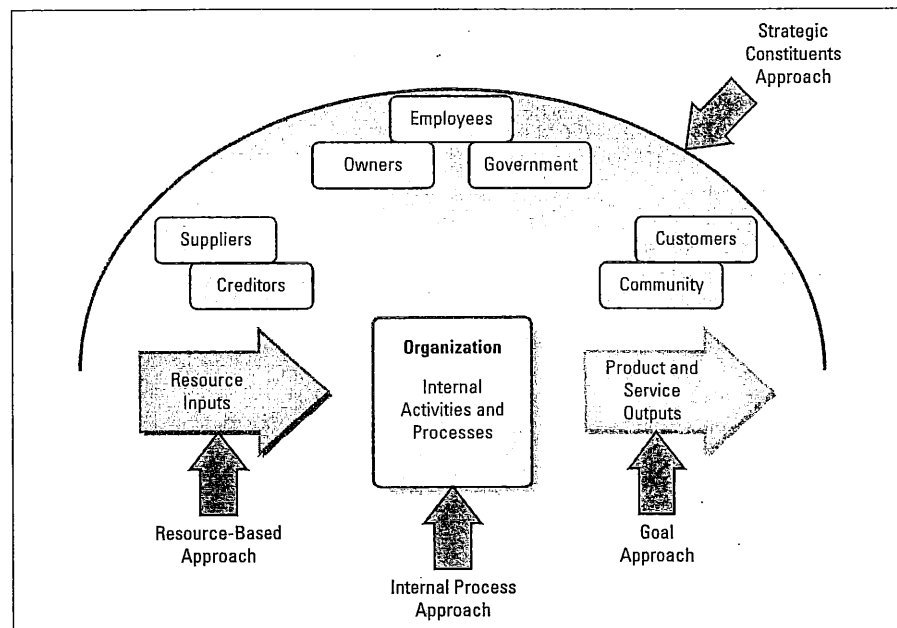 Strategic
Constituents
Approach
Employees
Owners
Government
Suppliers
Creditors
Customers
Community
Resource
Inputs
Organization
Internal
Activities and
Processes
Product and
Service
Outputs
Resource-Based
Approach
Internal Process
Approach
Goal
Approach